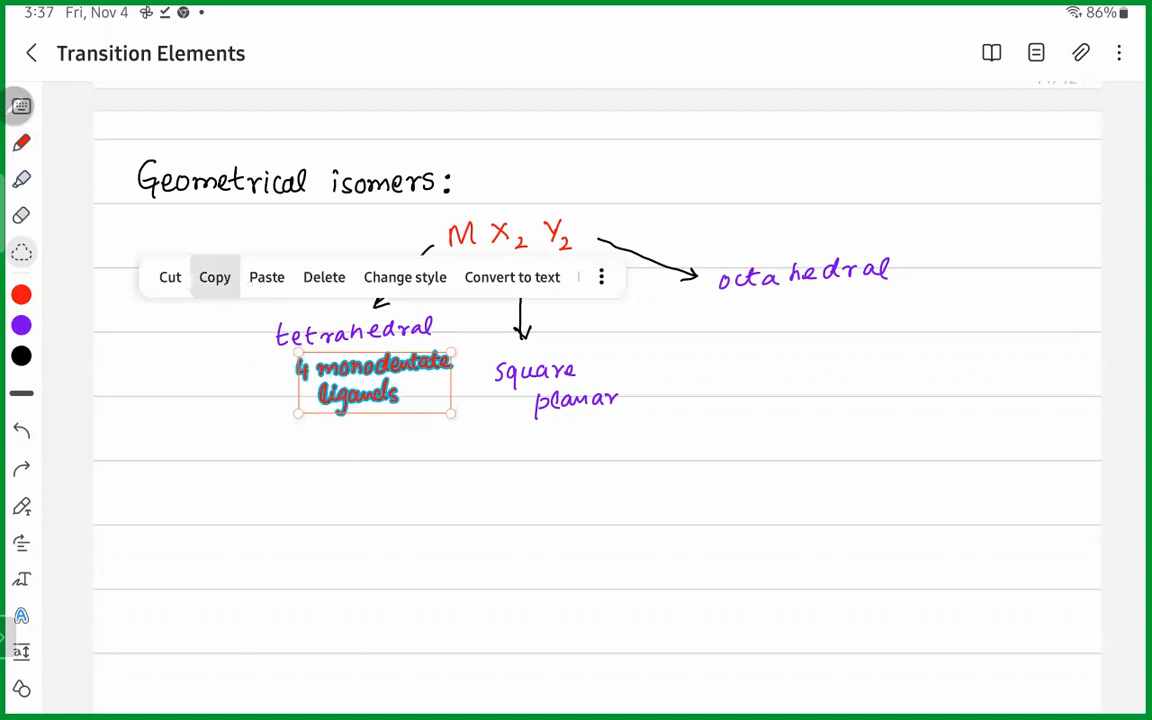 3:37 Fri, Nov 4
86%
Transition Elements
Geometrical isomers:
M X2 Y2
Cut Copy Paste Delete Change style Convert to text
octahedral
tetrahedral
4 monodentate
ligands
square
planar